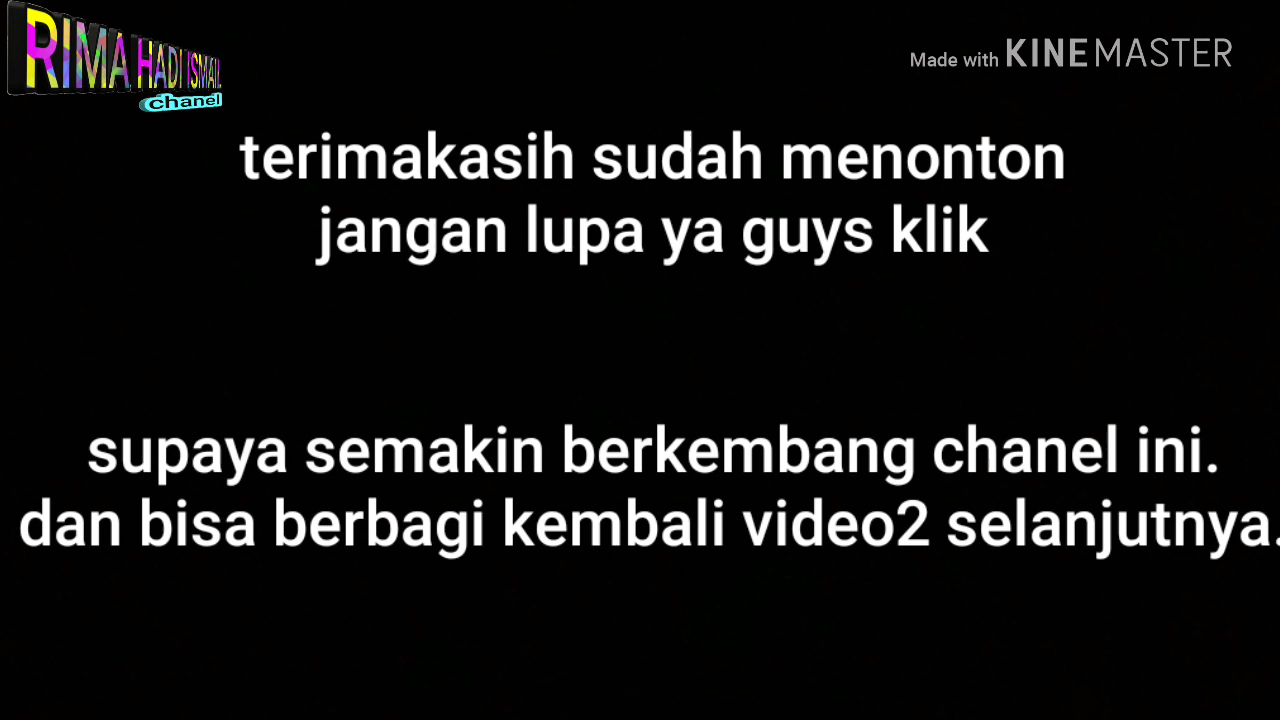 RIMA HADI ISMAIL
chanel
Made with KINEMASTER
terimakasih sudah menonton
jangan lupa ya guys klik
supaya semakin berkembang chanel ini.
dan bisa berbagi kembali video2 selanjutnya.